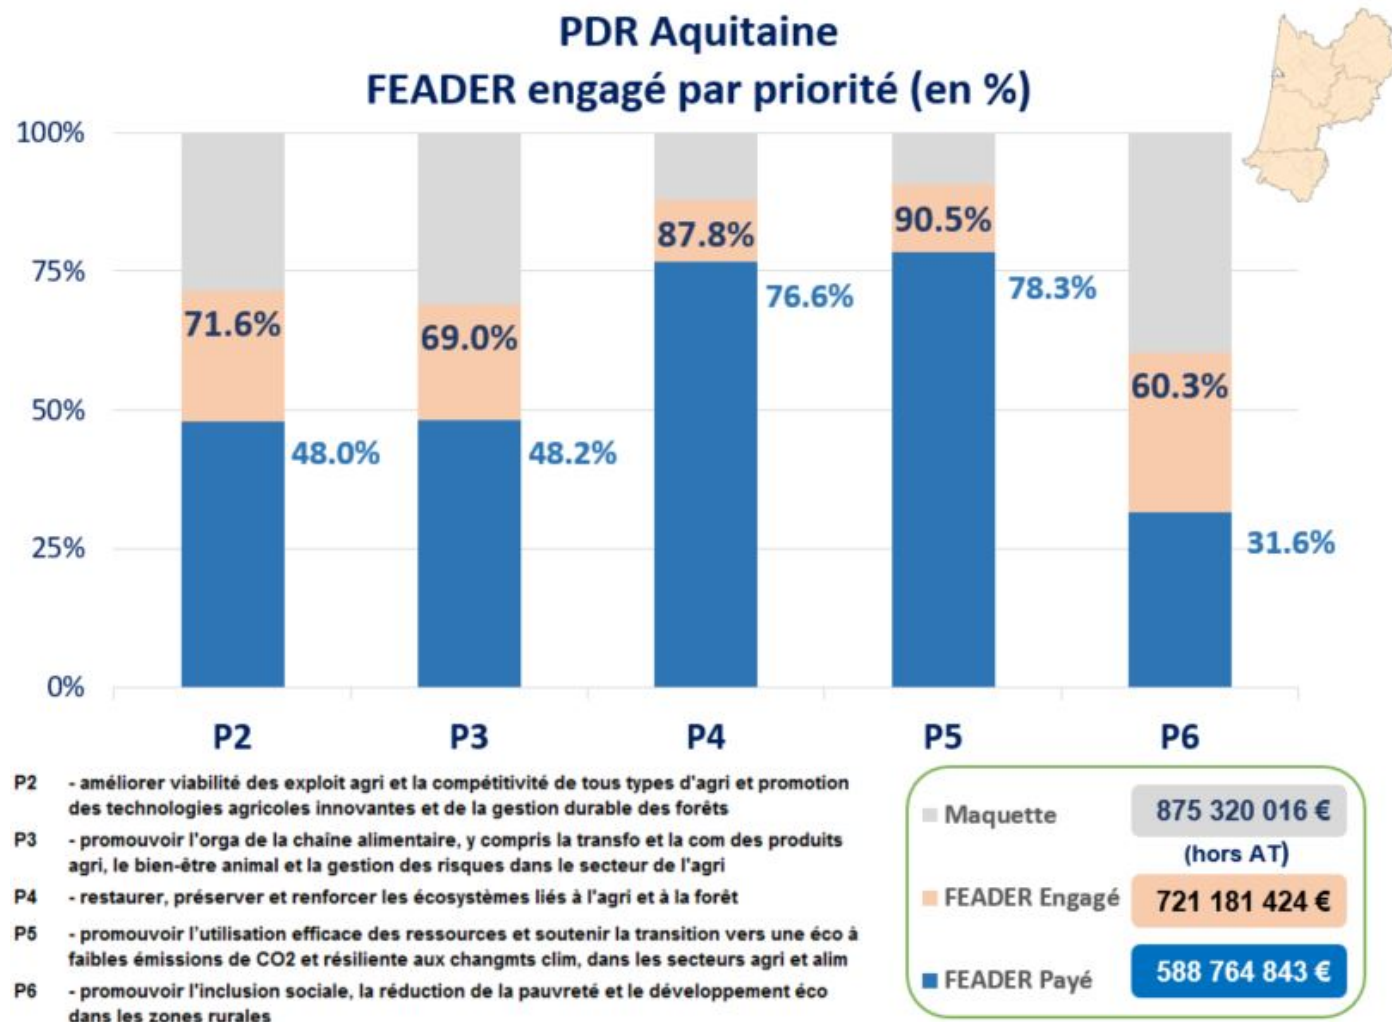 PDR Aquitaine
FEADER engagé par priorité (en %)
100%
75%
50%
25%
0%
71.6%
48.0%
69.0%
48.2%
87.8%
76.6%
90.5%
78.3%
60.3%
31.6%
P2
P3
P4
P5
P6
P2 - améliorer viabilité des exploit agri et la compétitivité de tous types d'agri et promotion
des technologies agricoles innovantes et de la gestion durable des forêts
P3 - promouvoir l'orga de la chaîne alimentaire, y compris la transfo et la com des produits
agri, le bien-être animal et la gestion des risques dans le secteur de l'agri
P4 - restaurer, préserver et renforcer les écosystèmes liés à l'agri et à la forêt
P5 - promouvoir l'utilisation efficace des ressources et soutenir la transition vers une éco à
faibles émissions de CO2 et résiliente aux changmts clim, dans les secteurs agri et alim
P6 - promouvoir l'inclusion sociale, la réduction de la pauvreté et le développement éco
dans les zones rurales
Maquette 875 320 016 €
(hors AT)
FEADER Engagé 721 181 424 €
FEADER Payé 588 764 843 €